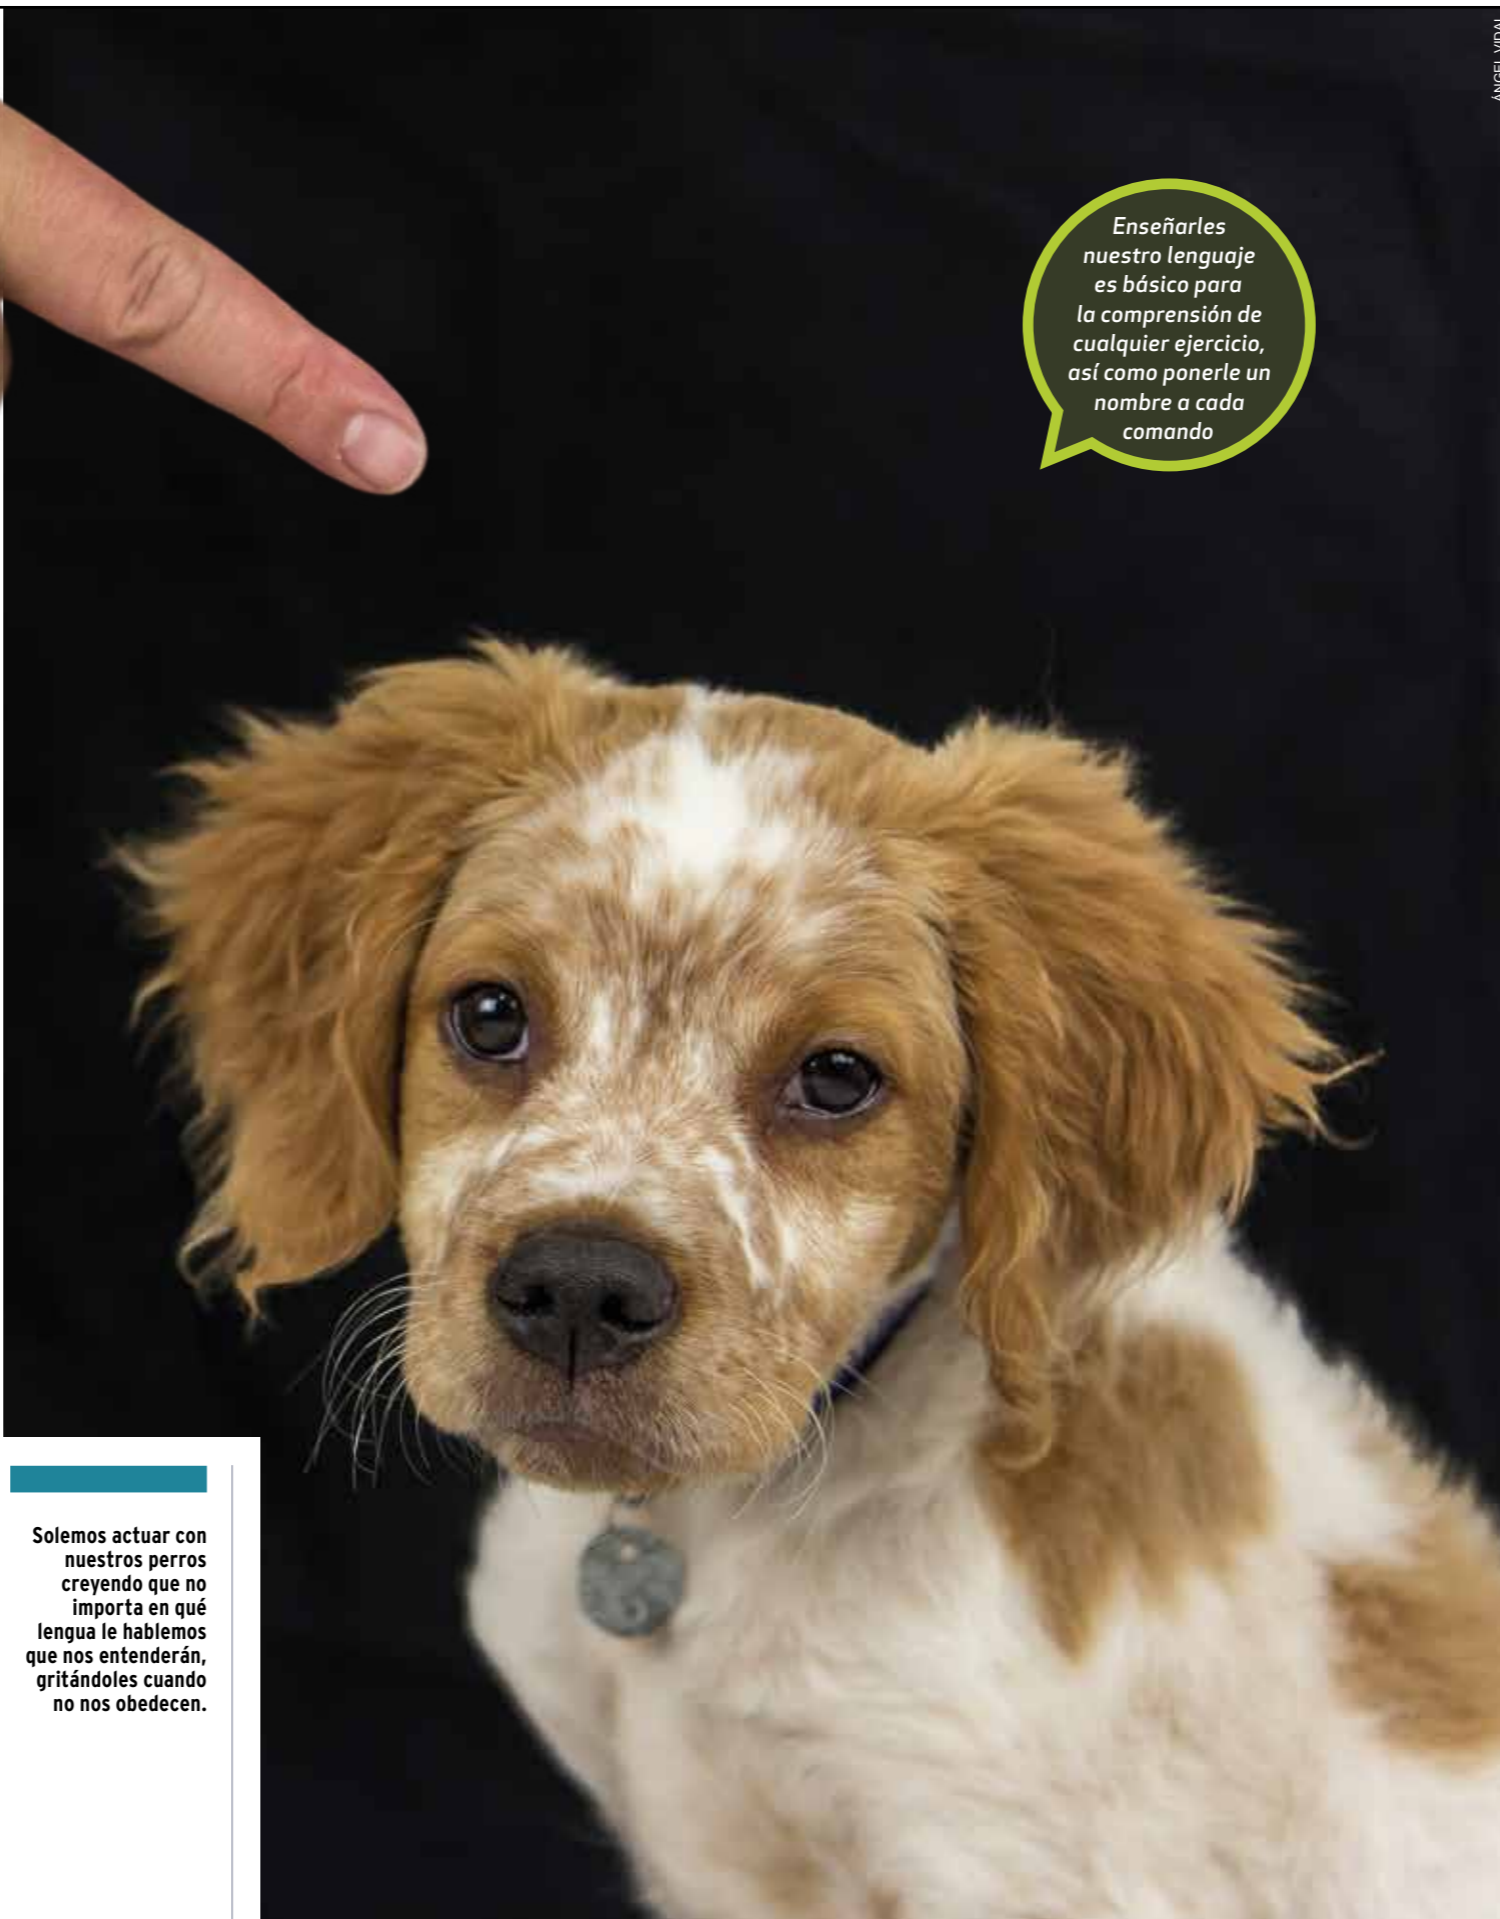 ÁNGEL VIDAL
Enseñarles
nuestro lenguaje
es básico para
la comprensión de
cualquier ejercicio,
así como ponerle un
nombre a cada
comando
Solemos actuar con
nuestros perros
creyendo que no
importa en qué
lengua le hablemos
que nos entenderán,
gritándoles cuando
no nos obedecen.